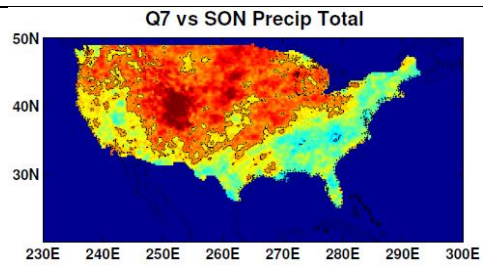 Q7 vs SON Precip Total
50N
40N
30N
230E 240E 250E 260E 270E 280E 290E 300E